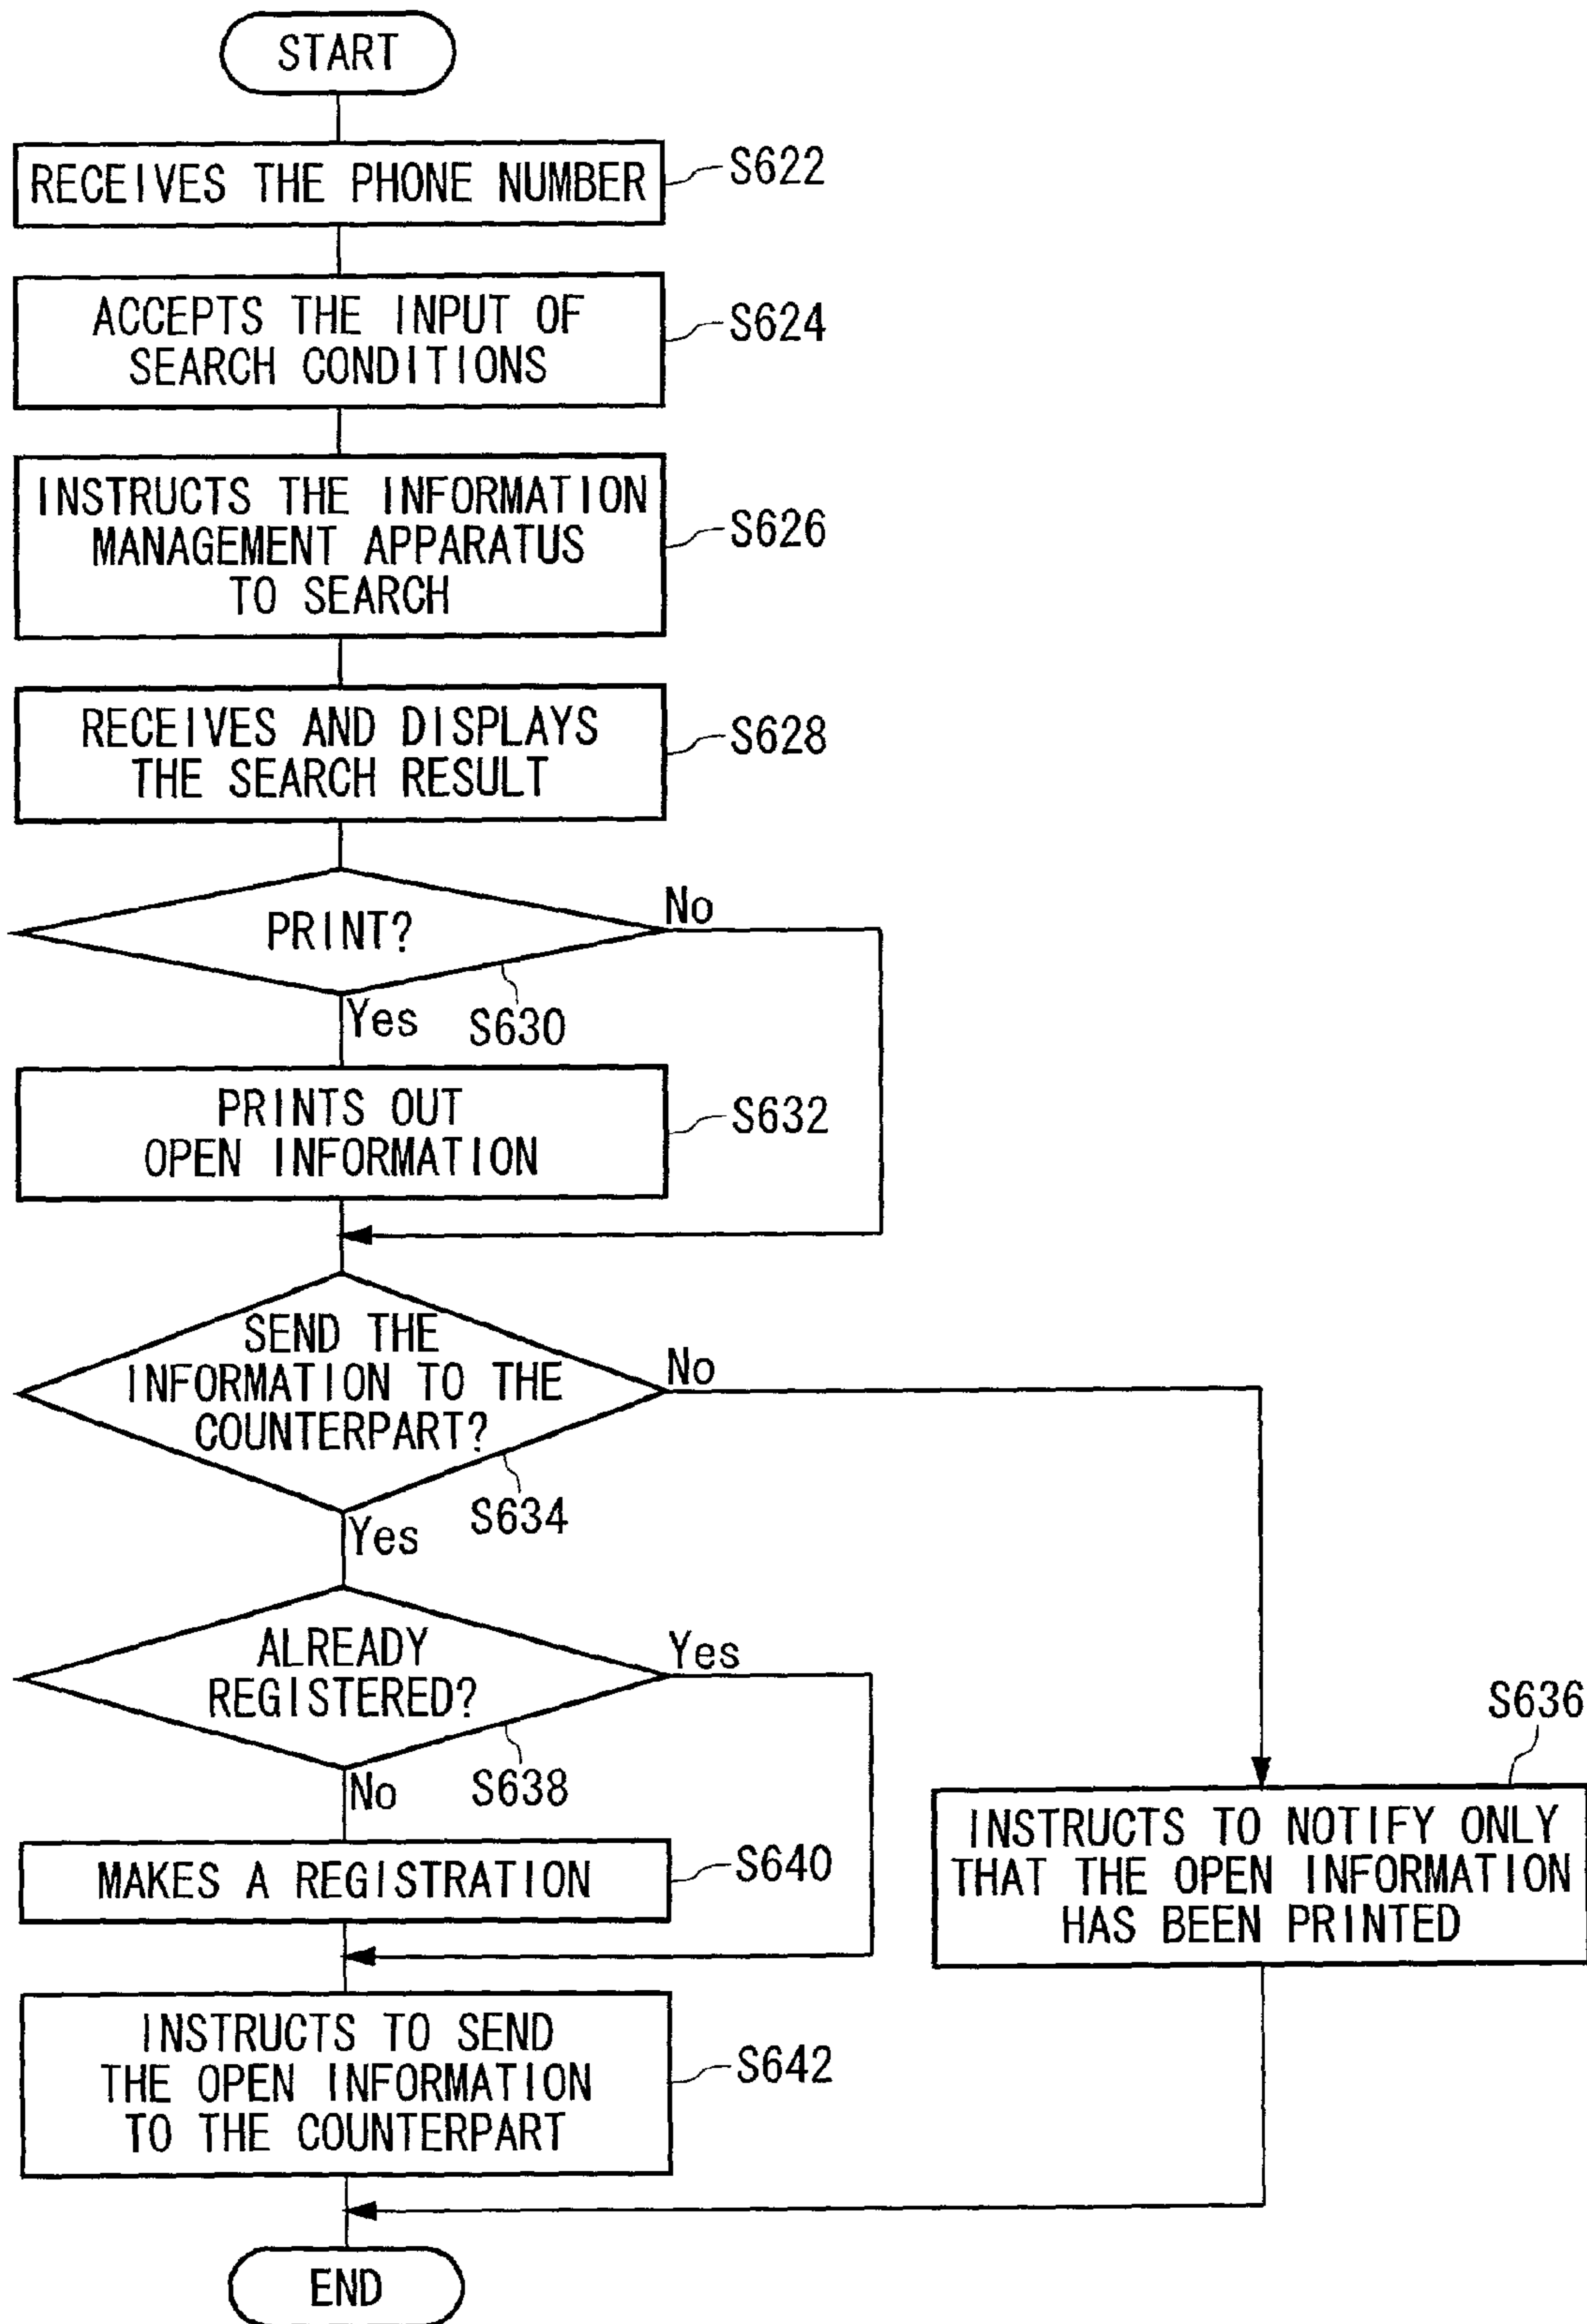 START
RECEIVES THE PHONE NUMBER
S622
ACCEPTS THE INPUT OF
SEARCH CONDITIONS
S624
INSTRUCTS THE INFORMATION
MANAGEMENT APPARATUS
TO SEARCH
S626
RECEIVES AND DISPLAYS
THE SEARCH RESULT
S628
PRINT?
No
Yes
S630
PRINTS OUT
OPEN INFORMATION
S632
SEND THE
INFORMATION TO THE
COUNTERPART?
No
S634
Yes
ALREADY
REGISTERED?
Yes
S638
No
S636
INSTRUCTS TO NOTIFY ONLY
THAT THE OPEN INFORMATION
HAS BEEN PRINTED
MAKES A REGISTRATION
S640
INSTRUCTS TO SEND
THE OPEN INFORMATION
TO THE COUNTERPART
S642
END